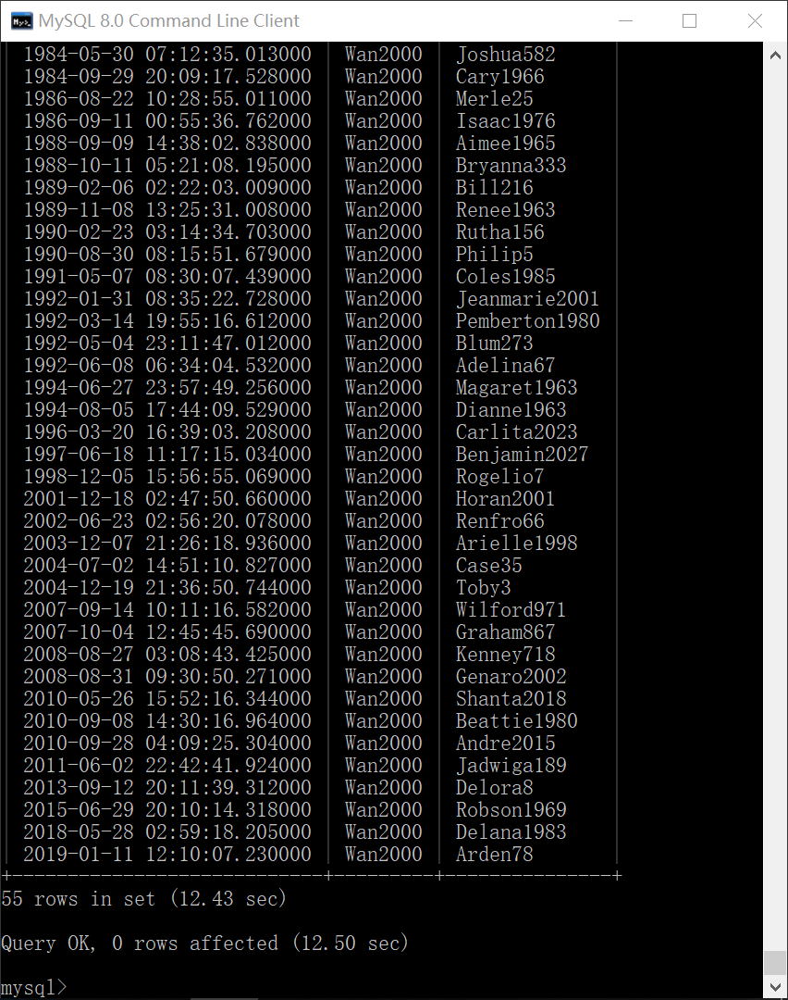 MySQL 8.0 Command Line Client
| 1984-05-30 07:12:35.013000 | Wan2000 | Joshua582 |
| 1984-09-29 20:09:17.528000 | Wan2000 | Cary1966 |
| 1986-08-22 10:28:55.011000 | Wan2000 | Merle25 |
| 1986-09-11 00:55:36.762000 | Wan2000 | Isaac1976 |
| 1988-09-09 14:38:02.838000 | Wan2000 | Aimee1965 |
| 1988-10-11 05:21:08.195000 | Wan2000 | Bryanna333 |
| 1989-02-06 02:22:03.009000 | Wan2000 | Bill216 |
| 1989-11-08 13:25:31.008000 | Wan2000 | Renee1963 |
| 1990-02-23 03:14:34.703000 | Wan2000 | Rutha156 |
| 1990-08-30 08:15:51.679000 | Wan2000 | Philip5 |
| 1991-05-07 08:30:07.439000 | Wan2000 | Coles1985 |
| 1992-01-31 08:35:22.728000 | Wan2000 | Jeanmarie2001 |
| 1992-03-14 19:55:16.612000 | Wan2000 | Pemberton1980 |
| 1992-05-04 23:11:47.012000 | Wan2000 | Blum273 |
| 1992-06-08 06:34:04.532000 | Wan2000 | Adelina67 |
| 1994-06-27 23:57:49.256000 | Wan2000 | Magaret1963 |
| 1994-08-05 17:44:09.529000 | Wan2000 | Dianne1963 |
| 1996-03-20 16:39:03.208000 | Wan2000 | Carlita2023 |
| 1997-06-18 11:17:15.034000 | Wan2000 | Benjamin2027 |
| 1998-12-05 15:56:55.069000 | Wan2000 | Rogelio7 |
| 2001-12-18 02:47:50.660000 | Wan2000 | Horan2001 |
| 2002-06-23 02:56:20.078000 | Wan2000 | Renfro66 |
| 2003-12-07 21:26:18.936000 | Wan2000 | Arielle1998 |
| 2004-07-02 14:51:10.827000 | Wan2000 | Case35 |
| 2004-12-19 21:36:50.744000 | Wan2000 | Toby3 |
| 2007-09-14 10:11:16.582000 | Wan2000 | Wilford971 |
| 2007-10-04 12:45:45.690000 | Wan2000 | Graham867 |
| 2008-08-27 03:08:43.425000 | Wan2000 | Kenney718 |
| 2008-08-31 09:30:50.271000 | Wan2000 | Genaro2002 |
| 2010-05-26 15:52:16.344000 | Wan2000 | Shanta2018 |
| 2010-09-08 14:30:16.964000 | Wan2000 | Beattie1980 |
| 2010-09-28 04:09:25.304000 | Wan2000 | Andre2015 |
| 2011-06-02 22:42:41.924000 | Wan2000 | Jadwiga189 |
| 2013-09-12 20:11:39.312000 | Wan2000 | Delora8 |
| 2015-06-29 20:10:14.318000 | Wan2000 | Robson1969 |
| 2018-05-28 02:59:18.205000 | Wan2000 | Delana1983 |
| 2019-01-11 12:10:07.230000 | Wan2000 | Arden78 |
+----------------------------+---------+---------------+
55 rows in set (12.43 sec)
Query OK, 0 rows affected (12.50 sec)
mysql>